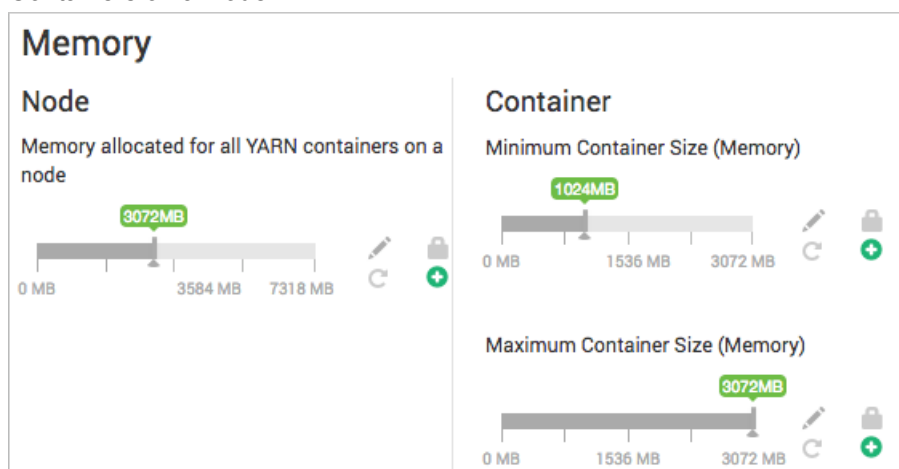 Memory
Node
Memory allocated for all YARN containers on a
node
3072MB
0 MB
3584 MB
7318 MB
Container
Minimum Container Size (Memory)
1024MB
0 MB
1536 MB
3072 MB
Maximum Container Size (Memory)
3072MB
0 MB
1536 MB
3072 MB